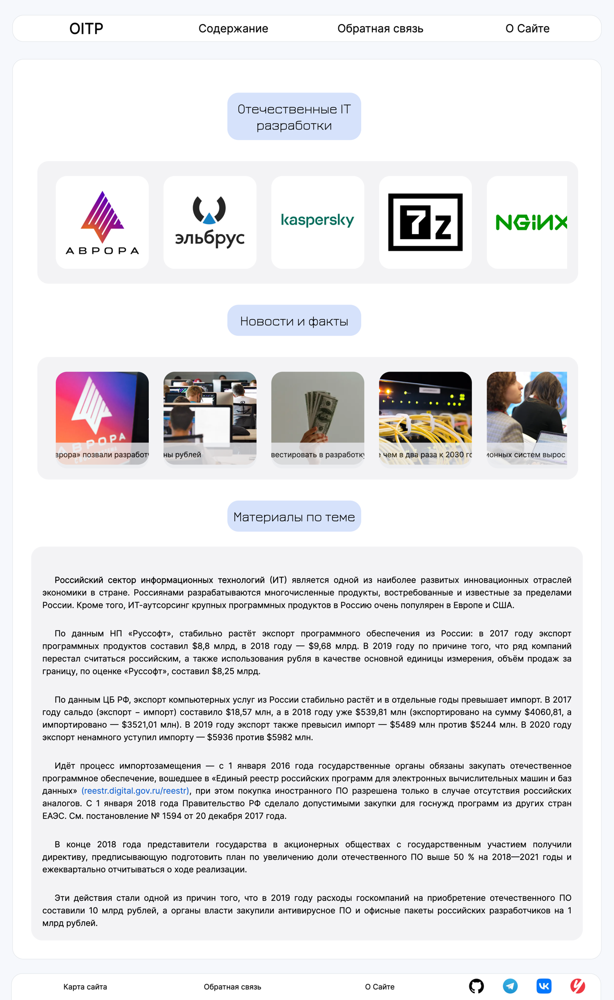 OITP
Содержание
Обратная связь
О Сайте
Отечественные IT
разработки
АВРОРА
эльбрус
kaspersky
7z
NGINX
Новости и факты
АВРОРА
врора» позвали разработч
ны рублей
вестировать в разработку
е чем в два раза к 2030 го
ионных систем вырос
Материалы по теме
Российский сектор информационных технологий (ИТ) является одной из наиболее развитых инновационных отраслей
экономики в стране. Россиянами разрабатываются многочисленные продукты, востребованные и известные за пределами
России. Кроме того, ИТ-аутсорсинг крупных программных продуктов в Россию очень популярен в Европе и США.
По данным НП «Руссофт», стабильно растёт экспорт программного обеспечения из России: в 2017 году экспорт
программных продуктов составил $8,8 млрд, в 2018 году — $9,68 млрд. В 2019 году по причине того, что ряд компаний
перестал считаться российским, а также использования рубля в качестве основной единицы измерения, объём продаж за
границу, по оценке «Руссофт», составил $8,25 млрд.
По данным ЦБ РФ, экспорт компьютерных услуг из России стабильно растёт и в отдельные годы превышает импорт. В 2017
году сальдо (экспорт − импорт) составило $18,57 млн, а в 2018 году уже $539,81 млн (экспортировано на сумму $4060,81, а
импортировано — $3521,01 млн). В 2019 году экспорт также превысил импорт — $5489 млн против $5244 млн. В 2020 году
экспорт ненамного уступил импорту — $5936 против $5982 млн.
Идёт процесс импортозамещения — с 1 января 2016 года государственные органы обязаны закупать отечественное
программное обеспечение, вошедшее в «Единый реестр российских программ для электронных вычислительных машин и баз
данных» (reestr.digital.gov.ru/reestr), при этом покупка иностранного ПО разрешена только в случае отсутствия российских
аналогов. С 1 января 2018 года Правительство РФ сделало допустимыми закупки для госнужд программ из других стран
ЕАЭС. См. постановление № 1594 от 20 декабря 2017 года.
В конце 2018 года представители государства в акционерных обществах с государственным участием получили
директиву, предписывающую подготовить план по увеличению доли отечественного ПО выше 50 % на 2018—2021 годы и
ежеквартально отчитываться о ходе реализации.
Эти действия стали одной из причин того, что в 2019 году расходы госкомпаний на приобретение отечественного ПО
составили 10 млрд рублей, а органы власти закупили антивирусное ПО и офисные пакеты российских разработчиков на 1
млрд рублей.
Карта сайта
Обратная связь
О Сайте